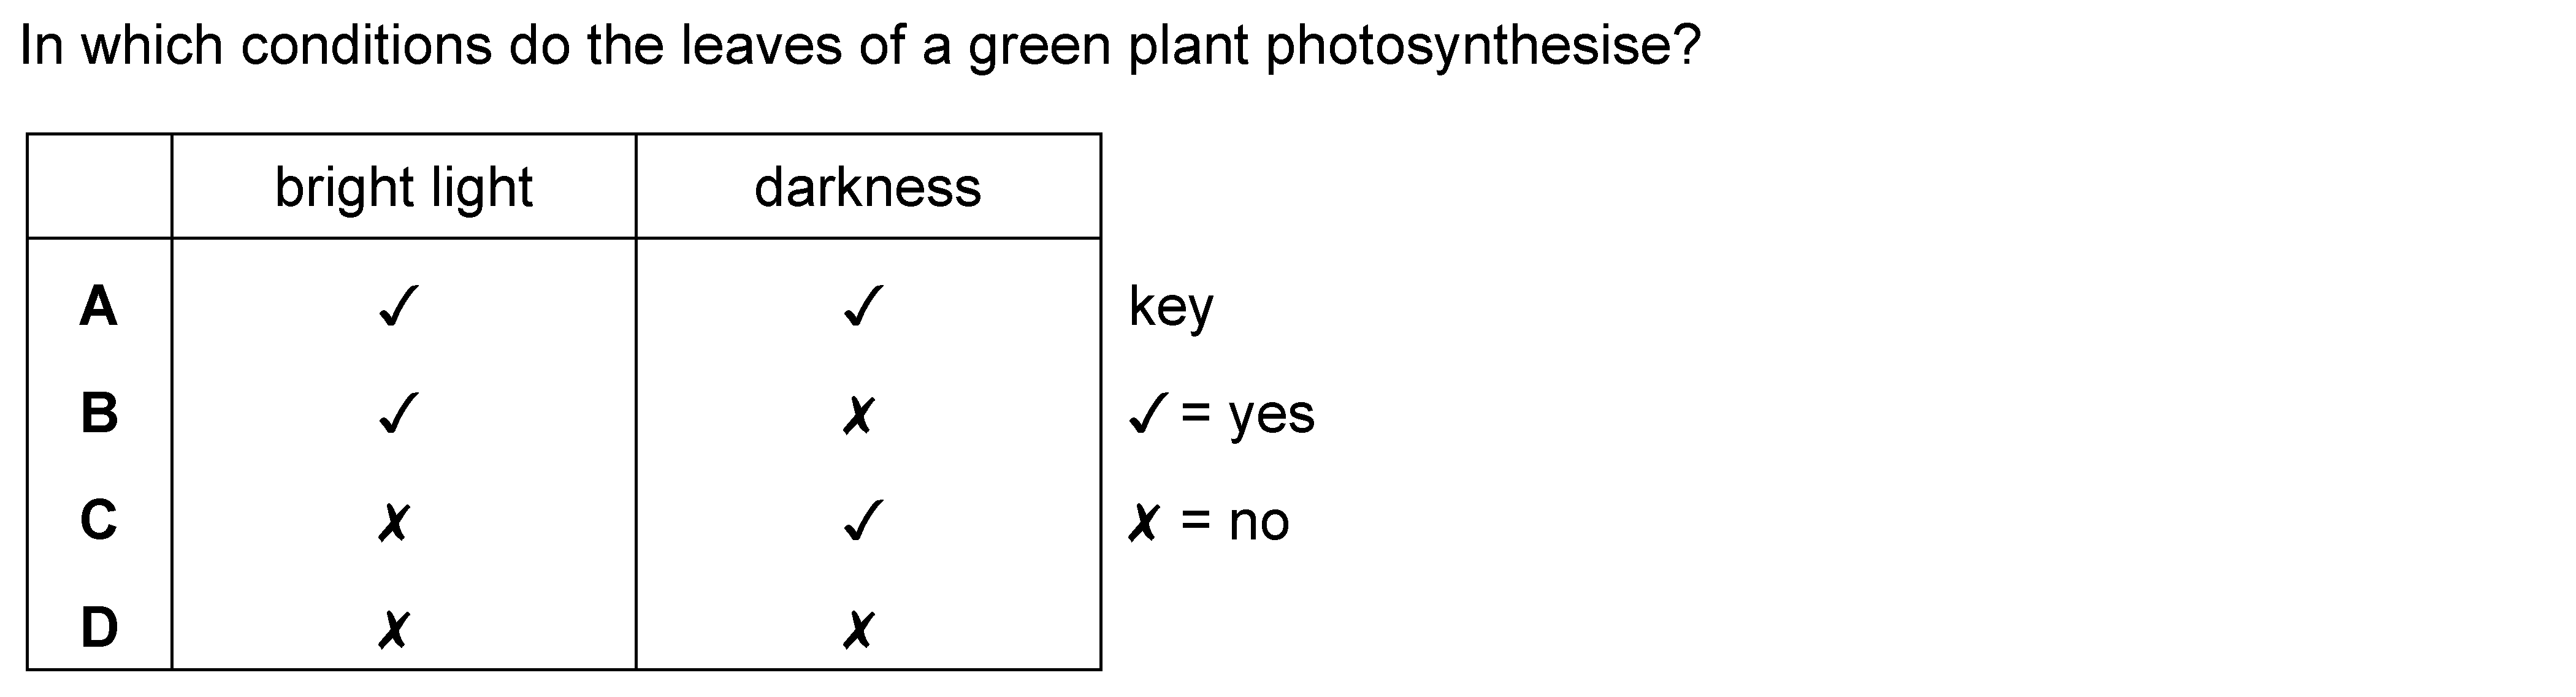 In which conditions do the leaves of a green plant photosynthesise?
bright light darkness
A ✓ ✓ key
B ✓ ✗ ✓ = yes
C ✗ ✓ ✗ = no
D ✗ ✗